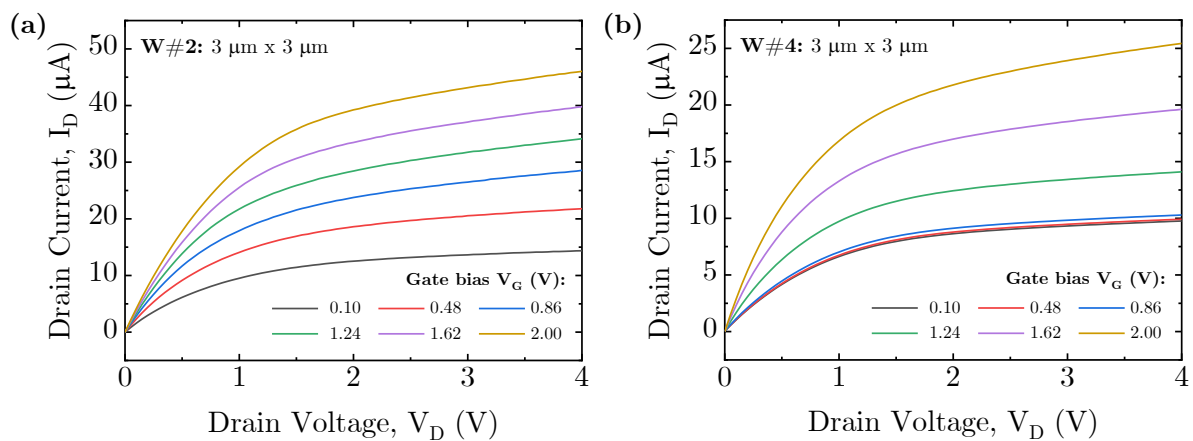 (a)
W#2: 3 µm x 3 µm
Drain Current, I_D (µA)
50
40
30
20
10
0
Gate bias V_G (V):
0.10 0.48 0.86
1.24 1.62 2.00
0 1 2 3 4
Drain Voltage, V_D (V)
(b)
W#4: 3 µm x 3 µm
Drain Current, I_D (µA)
25
20
15
10
5
0
Gate bias V_G (V):
0.10 0.48 0.86
1.24 1.62 2.00
0 1 2 3 4
Drain Voltage, V_D (V)